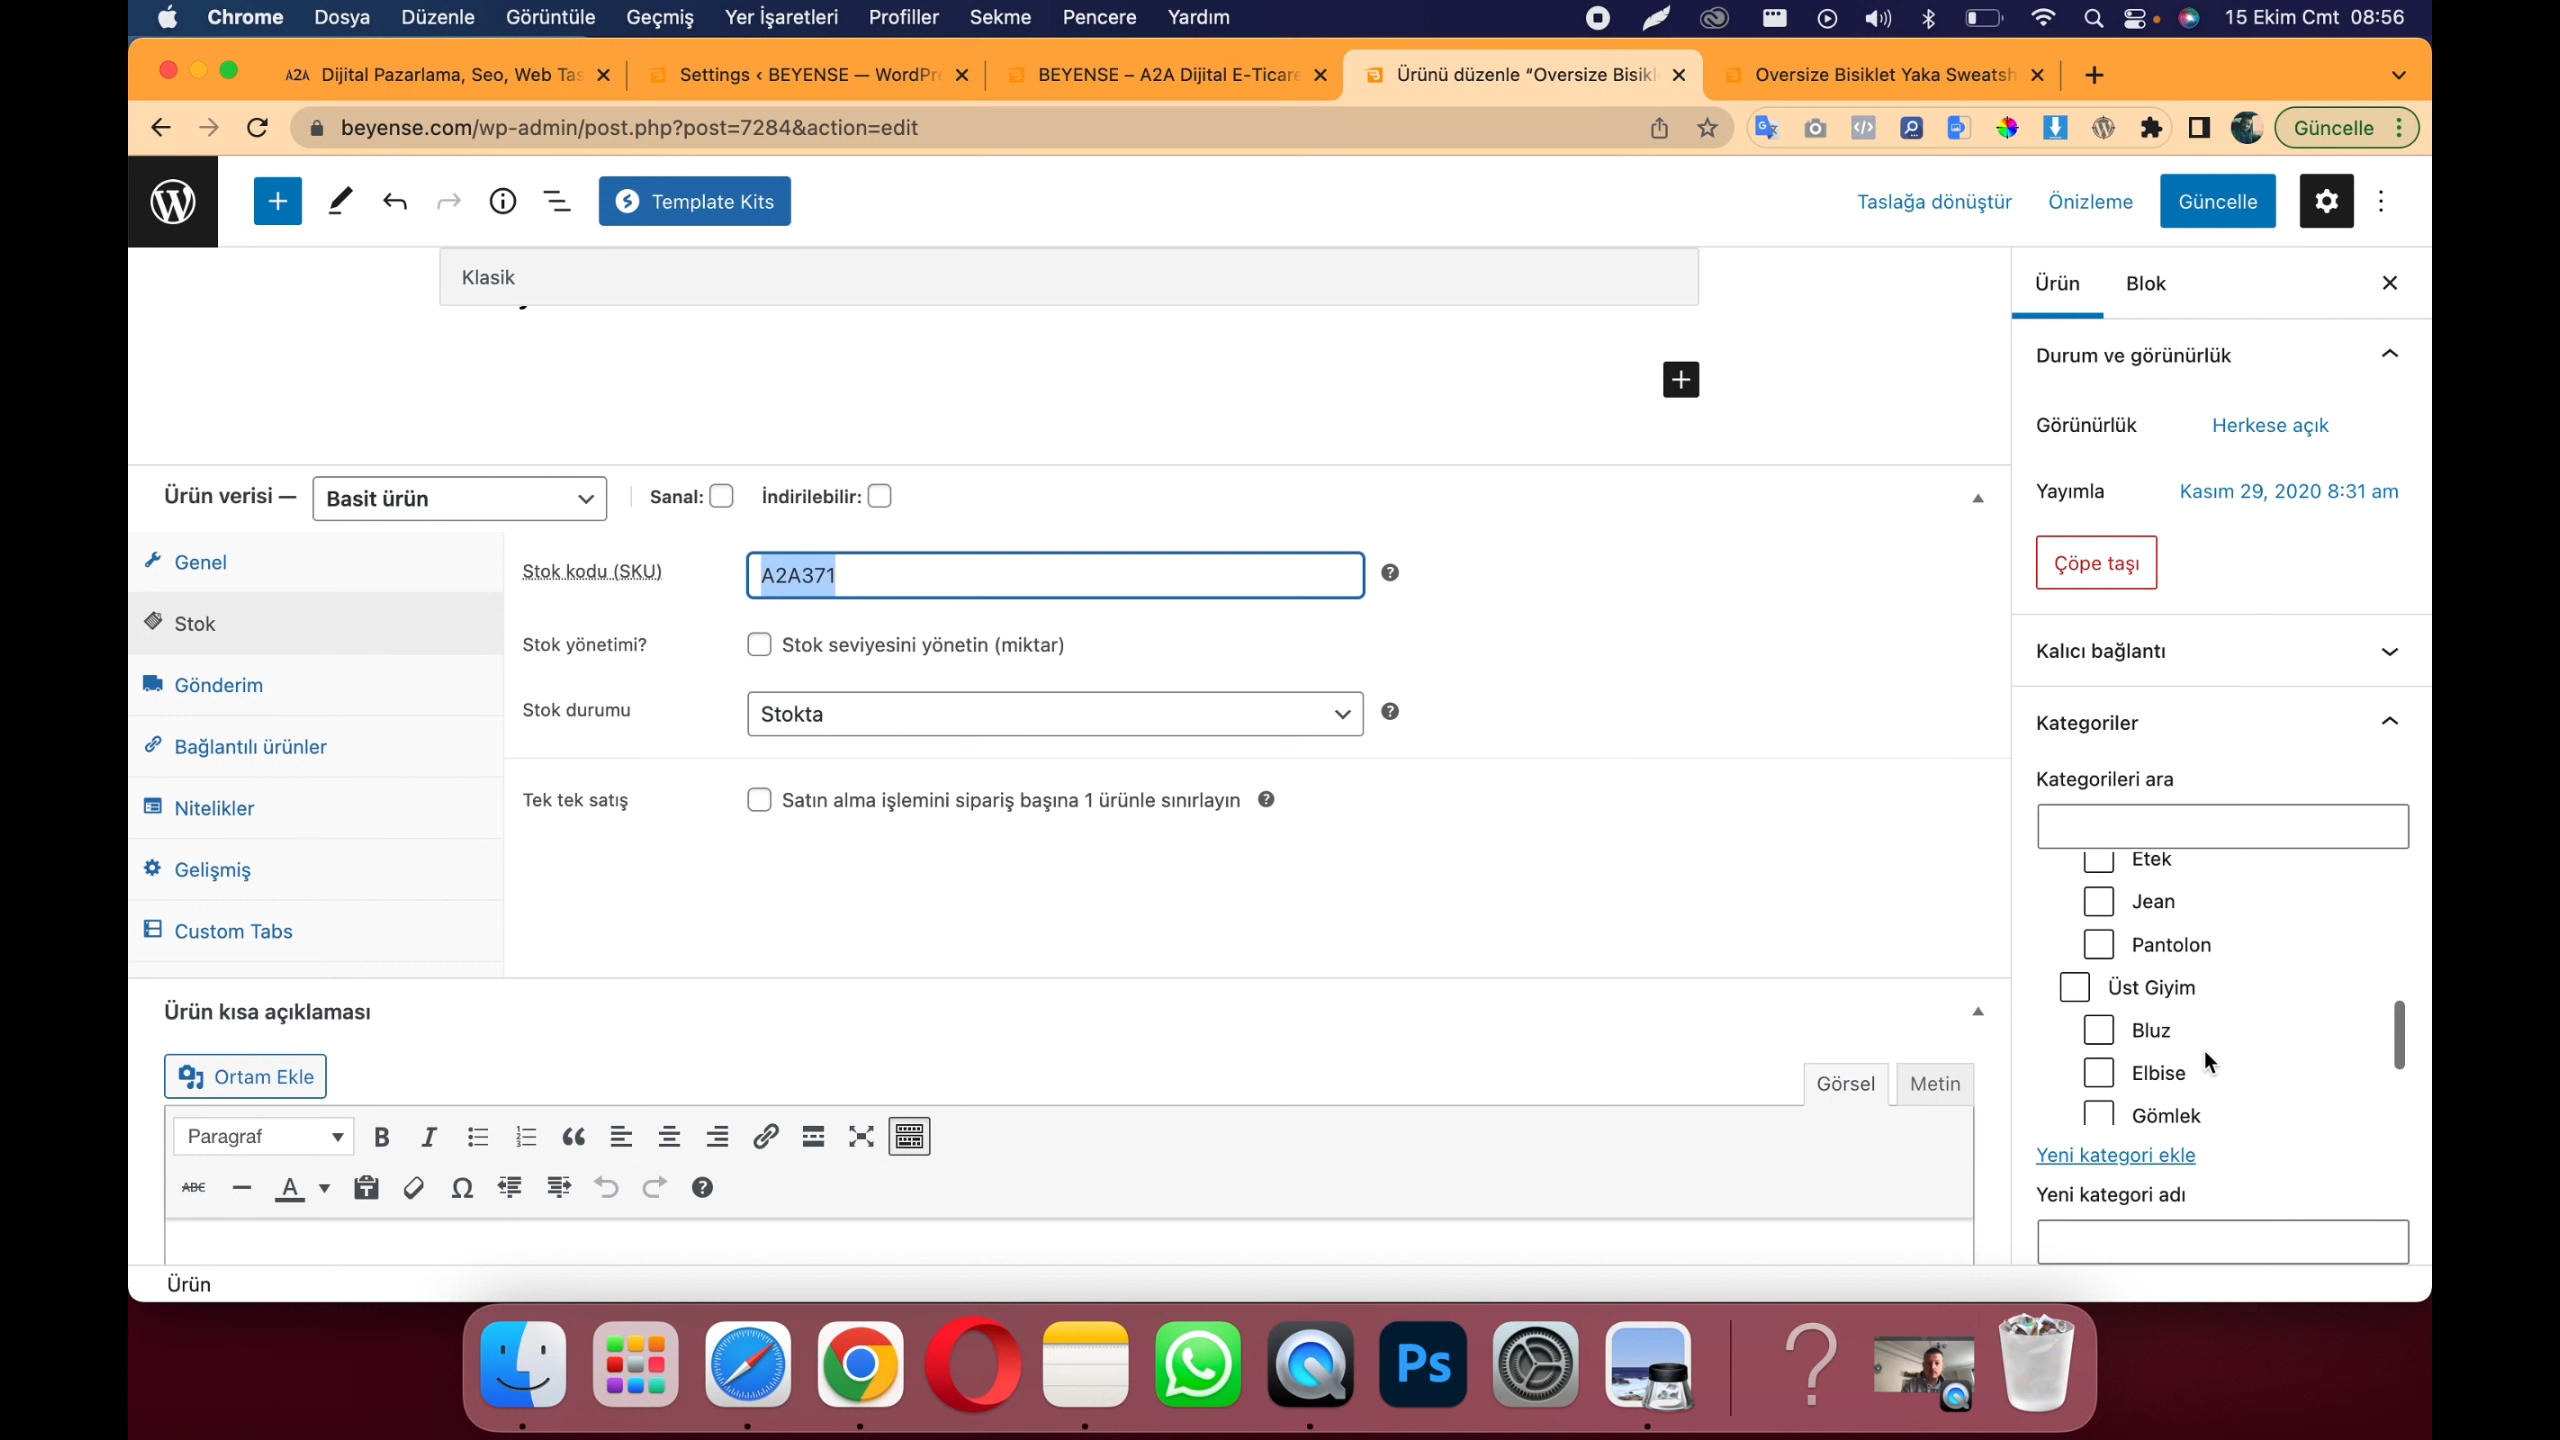 Chrome Dosya Düzenle Görüntüle Geçmiş Yer İşaretleri Profiller Sekme Pencere Yardım 15 Ekim Cmt 08:56
A2A Dijital Pazarlama, Seo, Web Tas Settings ‹ BEYENSE — WordPr BEYENSE – A2A Dijital E-Ticare Ürünü düzenle "Oversize Bisikl Oversize Bisiklet Yaka Sweatsh
beyense.com/wp-admin/post.php?post=7284&action=edit Güncelle
Template Kits Taslağa dönüştür Önizleme Güncelle
Klasik
Ürün Blok
Durum ve görünürlük
Görünürlük Herkese açık
Yayımla Kasım 29, 2020 8:31 am
Çöpe taşı
Kalıcı bağlantı
Kategoriler
Kategorileri ara
Etek
Jean
Pantolon
Üst Giyim
Bluz
Elbise
Gömlek
Yeni kategori ekle
Yeni kategori adı
Ürün verisi — Basit ürün Sanal: İndirilebilir:
Genel
Stok
Gönderim
Bağlantılı ürünler
Nitelikler
Gelişmiş
Custom Tabs
Stok kodu (SKU) A2A371
Stok yönetimi? Stok seviyesini yönetin (miktar)
Stok durumu Stokta
Tek tek satış Satın alma işlemini sipariş başına 1 ürünle sınırlayın
Ürün kısa açıklaması
Ortam Ekle Görsel Metin
Paragraf B I
ABC A Ω
Ürün
Ps